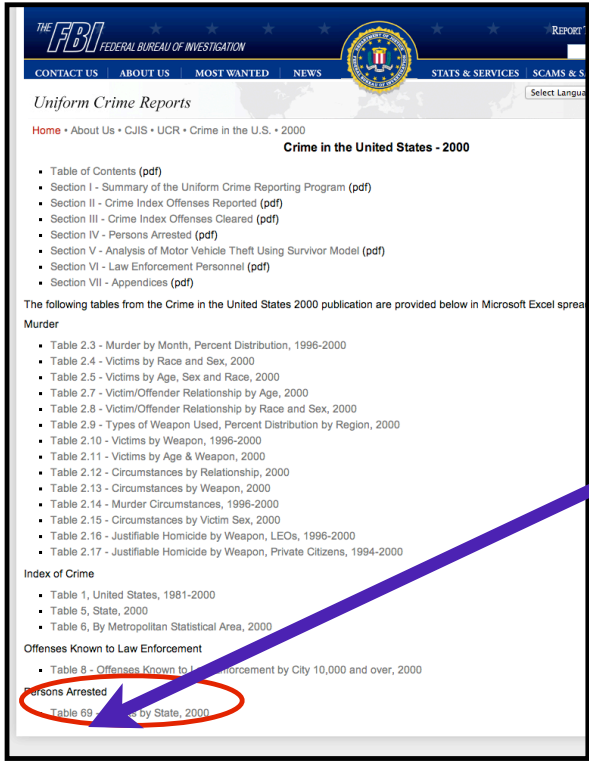 THE FBI FEDERAL BUREAU OF INVESTIGATION
REPORT
CONTACT US ABOUT US MOST WANTED NEWS STATS & SERVICES SCAMS &
Uniform Crime Reports
Select Langua
Home • About Us • CJIS • UCR • Crime in the U.S. • 2000
Crime in the United States - 2000
Table of Contents (pdf)
Section I - Summary of the Uniform Crime Reporting Program (pdf)
Section II - Crime Index Offenses Reported (pdf)
Section III - Crime Index Offenses Cleared (pdf)
Section IV - Persons Arrested (pdf)
Section V - Analysis of Motor Vehicle Theft Using Survivor Model (pdf)
Section VI - Law Enforcement Personnel (pdf)
Section VII - Appendices (pdf)
The following tables from the Crime in the United States 2000 publication are provided below in Microsoft Excel sprea
Murder
Table 2.3 - Murder by Month, Percent Distribution, 1996-2000
Table 2.4 - Victims by Race and Sex, 2000
Table 2.5 - Victims by Age, Sex and Race, 2000
Table 2.7 - Victim/Offender Relationship by Age, 2000
Table 2.8 - Victim/Offender Relationship by Race and Sex, 2000
Table 2.9 - Types of Weapon Used, Percent Distribution by Region, 2000
Table 2.10 - Victims by Weapon, 1996-2000
Table 2.11 - Victims by Age & Weapon, 2000
Table 2.12 - Circumstances by Relationship, 2000
Table 2.13 - Circumstances by Weapon, 2000
Table 2.14 - Murder Circumstances, 1996-2000
Table 2.15 - Circumstances by Victim Sex, 2000
Table 2.16 - Justifiable Homicide by Weapon, LEOs, 1996-2000
Table 2.17 - Justifiable Homicide by Weapon, Private Citizens, 1994-2000
Index of Crime
Table 1, United States, 1981-2000
Table 5, State, 2000
Table 6, By Metropolitan Statistical Area, 2000
Offenses Known to Law Enforcement
Table 8 - Offenses Known to Law Enforcement by City 10,000 and over, 2000
Persons Arrested
Table 69 - by State, 2000